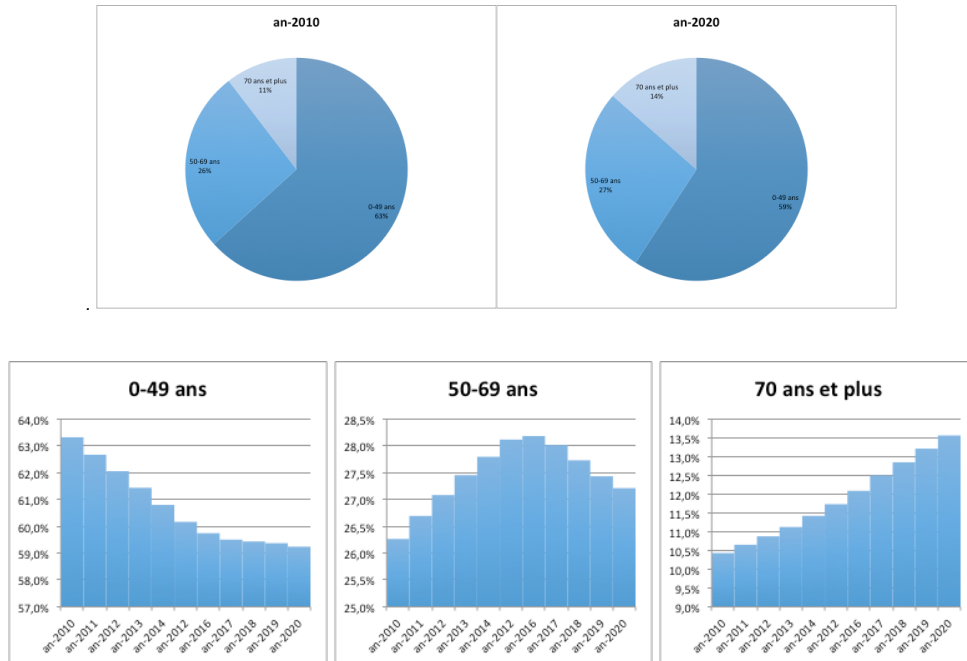 an-2010
an-2020
70 ans et plus
11%
50-69 ans
26%
0-49 ans
63%
70 ans et plus
14%
50-69 ans
27%
0-49 ans
59%
.
0-49 ans
64,0%
63,0%
62,0%
61,0%
60,0%
59,0%
58,0%
57,0%
an-2010
an-2011
an-2012
an-2013
an-2014
an-2012
an-2016
an-2017
an-2018
an-2019
an-2020
50-69 ans
28,5%
28,0%
27,5%
27,0%
26,5%
26,0%
25,5%
25,0%
an-2010
an-2011
an-2012
an-2013
an-2014
an-2012
an-2016
an-2017
an-2018
an-2019
an-2020
70 ans et plus
14,0%
13,5%
13,0%
12,5%
12,0%
11,5%
11,0%
10,5%
10,0%
9,5%
9,0%
an-2010
an-2011
an-2012
an-2013
an-2014
an-2012
an-2016
an-2017
an-2018
an-2019
an-2020